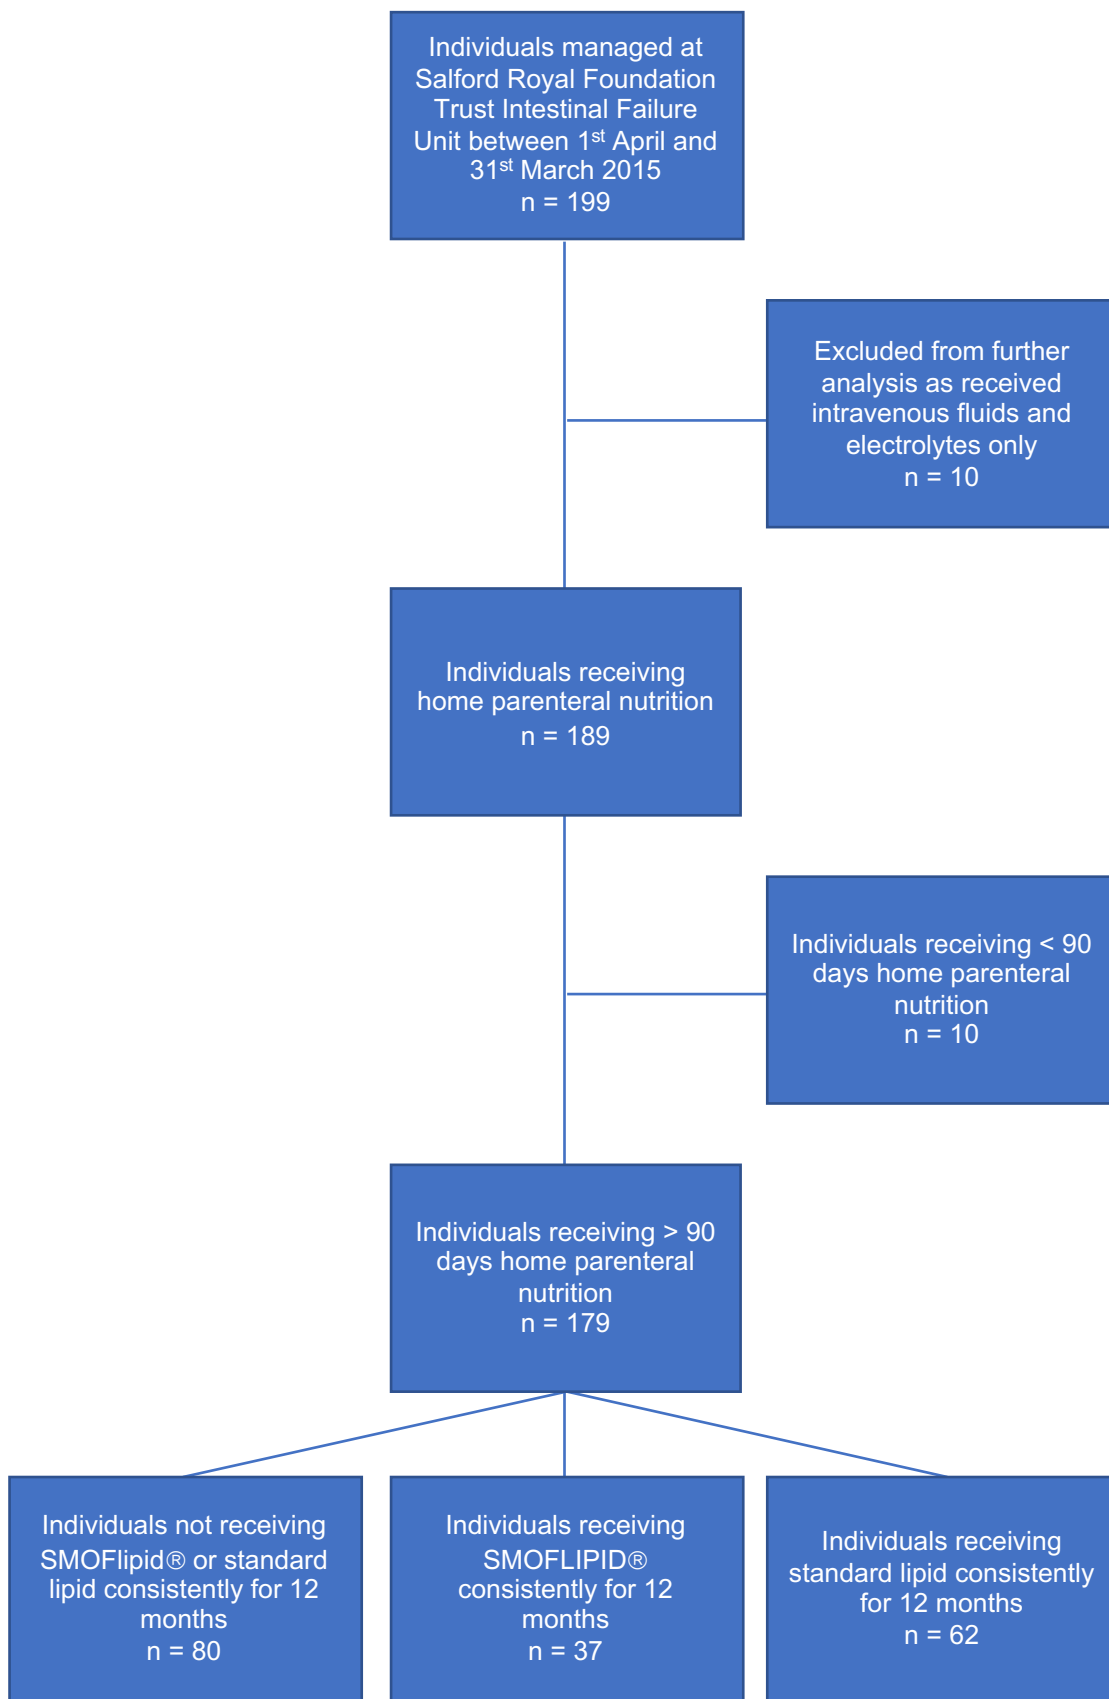 Individuals managed at
Salford Royal Foundation
Trust Intestinal Failure
Unit between 1st April and
31st March 2015
n = 199
Excluded from further
analysis as received
intravenous fluids and
electrolytes only
n = 10
Individuals receiving
home parenteral nutrition
n = 189
Individuals receiving < 90
days home parenteral
nutrition
n = 10
Individuals receiving > 90
days home parenteral
nutrition
n = 179
Individuals not receiving
SMOFlipid® or standard
lipid consistently for 12
months
n = 80
Individuals receiving
SMOFLIPID®
consistently for 12
months
n = 37
Individuals receiving
standard lipid consistently
for 12 months
n = 62